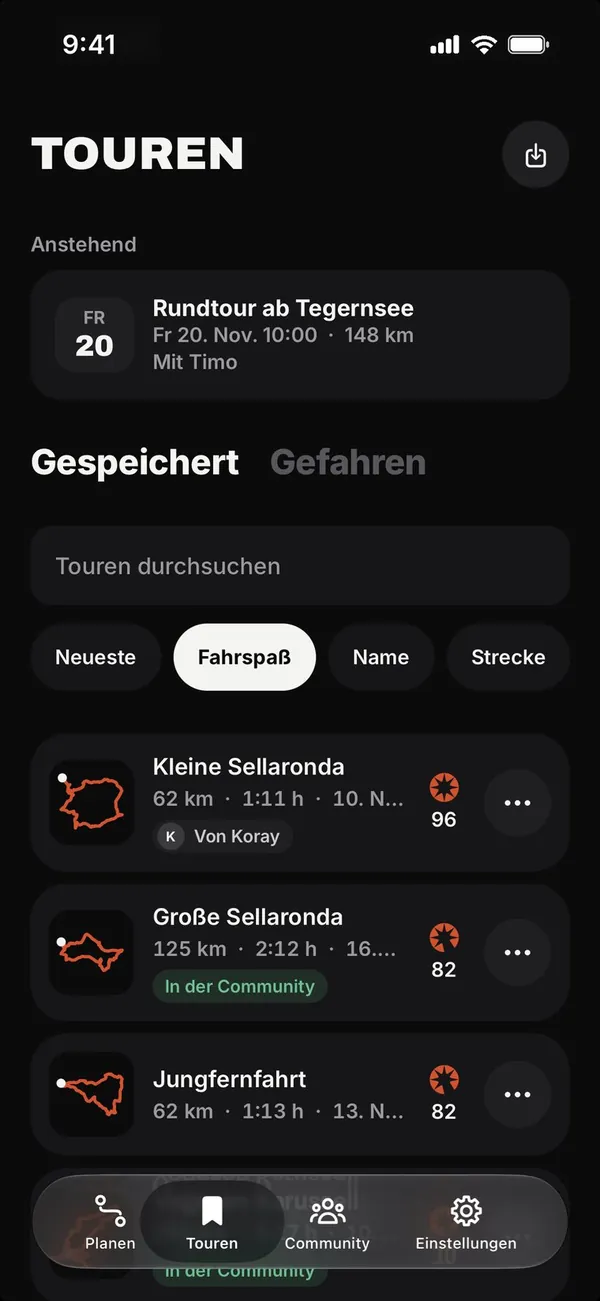 9:41
TOUREN
Anstehend
FR
20
Rundtour ab Tegernsee
Fr 20. Nov. 10:00 · 148 km
Mit Timo
Gespeichert Gefahren
Touren durchsuchen
Neueste Fahrspaß Name Strecke
Kleine Sellaronda
62 km · 1:11 h · 10. N...
K Von Koray
96
Große Sellaronda
125 km · 2:12 h · 16....
In der Community
82
Jungfernfahrt
62 km · 1:13 h · 13. N...
82
Planen Touren Community Einstellungen
In der Community